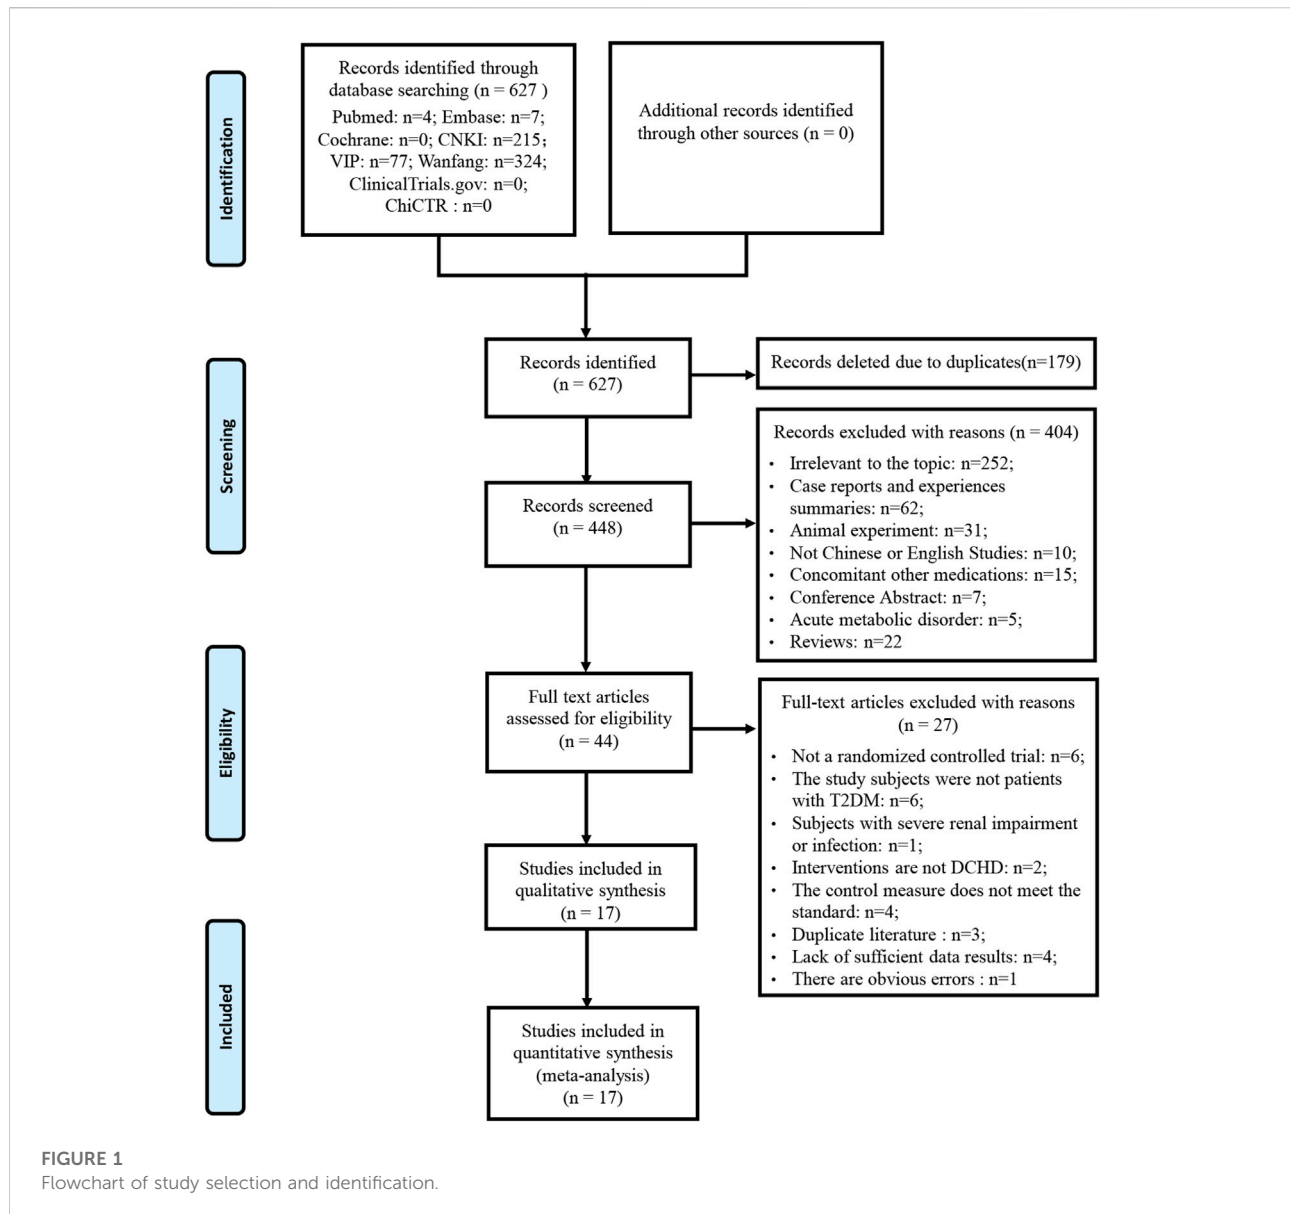 Identification
Records identified through
database searching (n = 627 )
Pubmed: n=4; Embase: n=7;
Cochrane: n=0; CNKI: n=215;
VIP: n=77; Wanfang: n=324;
ClinicalTrials.gov: n=0;
ChiCTR : n=0
Additional records identified
through other sources (n = 0)
Screening
Records identified
(n = 627)
Records deleted due to duplicates(n=179)
Records screened
(n = 448)
Records excluded with reasons (n = 404)
• Irrelevant to the topic: n=252;
• Case reports and experiences
summaries: n=62;
• Animal experiment: n=31;
• Not Chinese or English Studies: n=10;
• Concomitant other medications: n=15;
• Conference Abstract: n=7;
• Acute metabolic disorder: n=5;
• Reviews: n=22
Eligibility
Full text articles
assessed for eligibility
(n = 44)
Full-text articles excluded with reasons
(n = 27)
• Not a randomized controlled trial: n=6;
• The study subjects were not patients
with T2DM: n=6;
• Subjects with severe renal impairment
or infection: n=1;
• Interventions are not DCHD: n=2;
• The control measure does not meet the
standard: n=4;
• Duplicate literature : n=3;
• Lack of sufficient data results: n=4;
• There are obvious errors : n=1
Included
Studies included in
qualitative synthesis
(n = 17)
Studies included in
quantitative synthesis
(meta-analysis)
(n = 17)
FIGURE 1
Flowchart of study selection and identification.